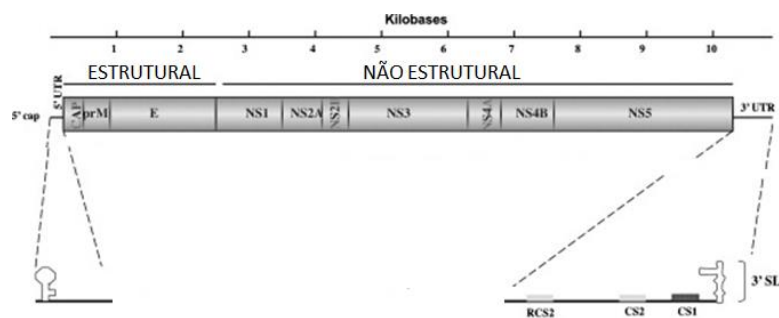 Kilobases
1 2 3 4 5 6 7 8 9 10
ESTRUTURAL NÃO ESTRUTURAL
5' cap 5' UTR CAP prM E NS1 NS2A NS2B NS3 NS4A NS4B NS5 3' UTR
3' SL
RCS2 CS2 CS1